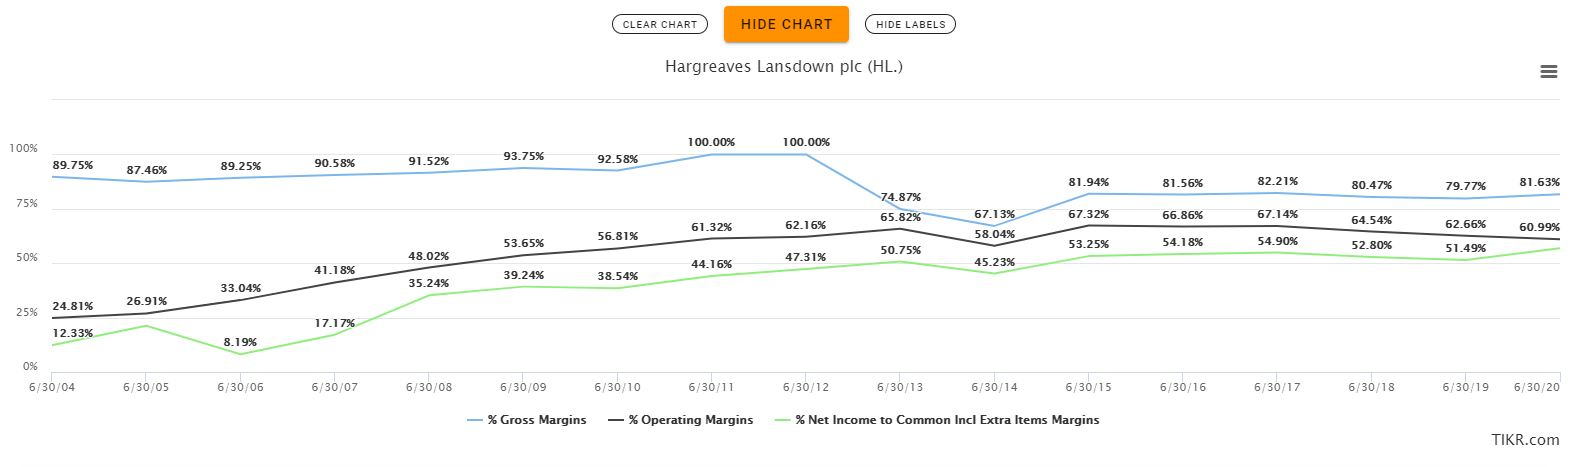 CLEAR CHART
HIDE CHART
HIDE LABELS
Hargreaves Lansdown plc (HL.)
100%
75%
50%
25%
0%
89.75% 87.46% 89.25% 90.58% 91.52% 93.75% 92.58% 100.00% 100.00% 74.87% 67.13% 81.94% 81.56% 82.21% 80.47% 79.77% 81.63%
24.81% 26.91% 33.04% 41.18% 48.02% 53.65% 56.81% 61.32% 62.16% 65.82% 58.04% 67.32% 66.86% 67.14% 64.54% 62.66% 60.99%
12.33% 8.19% 17.17% 35.24% 39.24% 38.54% 44.16% 47.31% 50.75% 45.23% 53.25% 54.18% 54.90% 52.80% 51.49%
6/30/04 6/30/05 6/30/06 6/30/07 6/30/08 6/30/09 6/30/10 6/30/11 6/30/12 6/30/13 6/30/14 6/30/15 6/30/16 6/30/17 6/30/18 6/30/19 6/30/20
% Gross Margins % Operating Margins % Net Income to Common Incl Extra Items Margins
TIKR.com